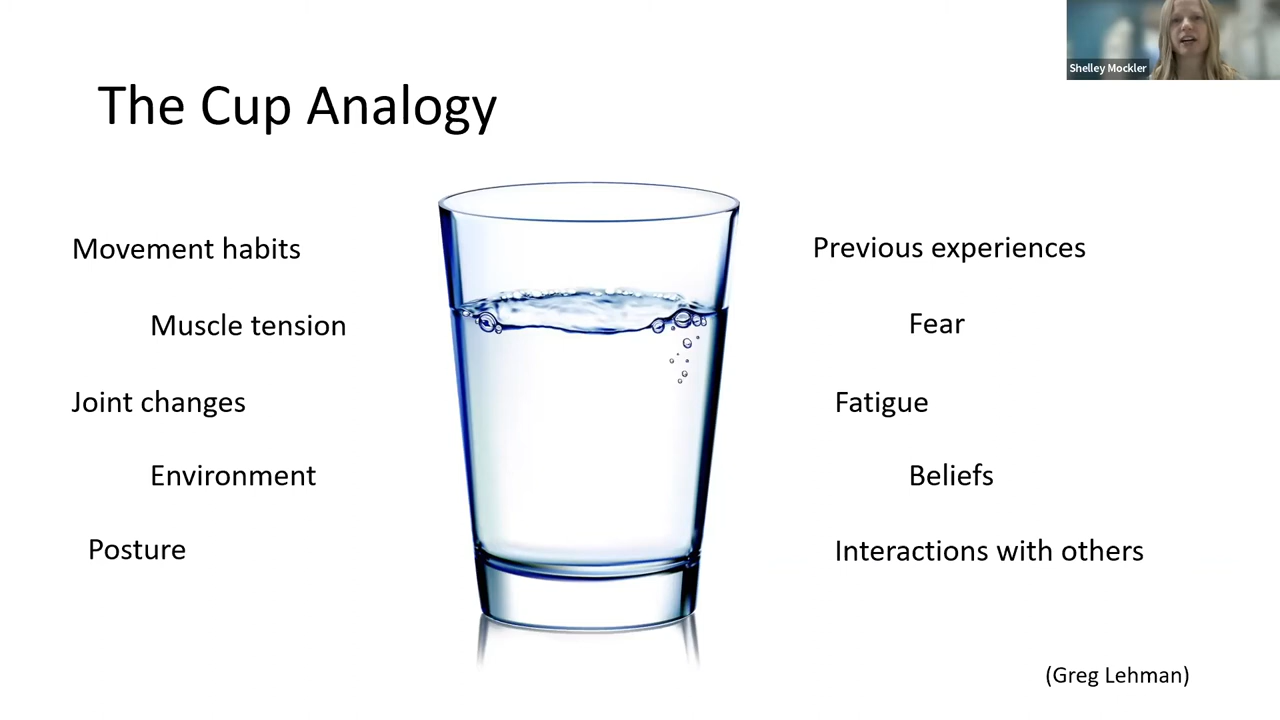 Shelley Mockler
The Cup Analogy
Movement habits
Muscle tension
Joint changes
Environment
Posture
Previous experiences
Fear
Fatigue
Beliefs
Interactions with others
(Greg Lehman)